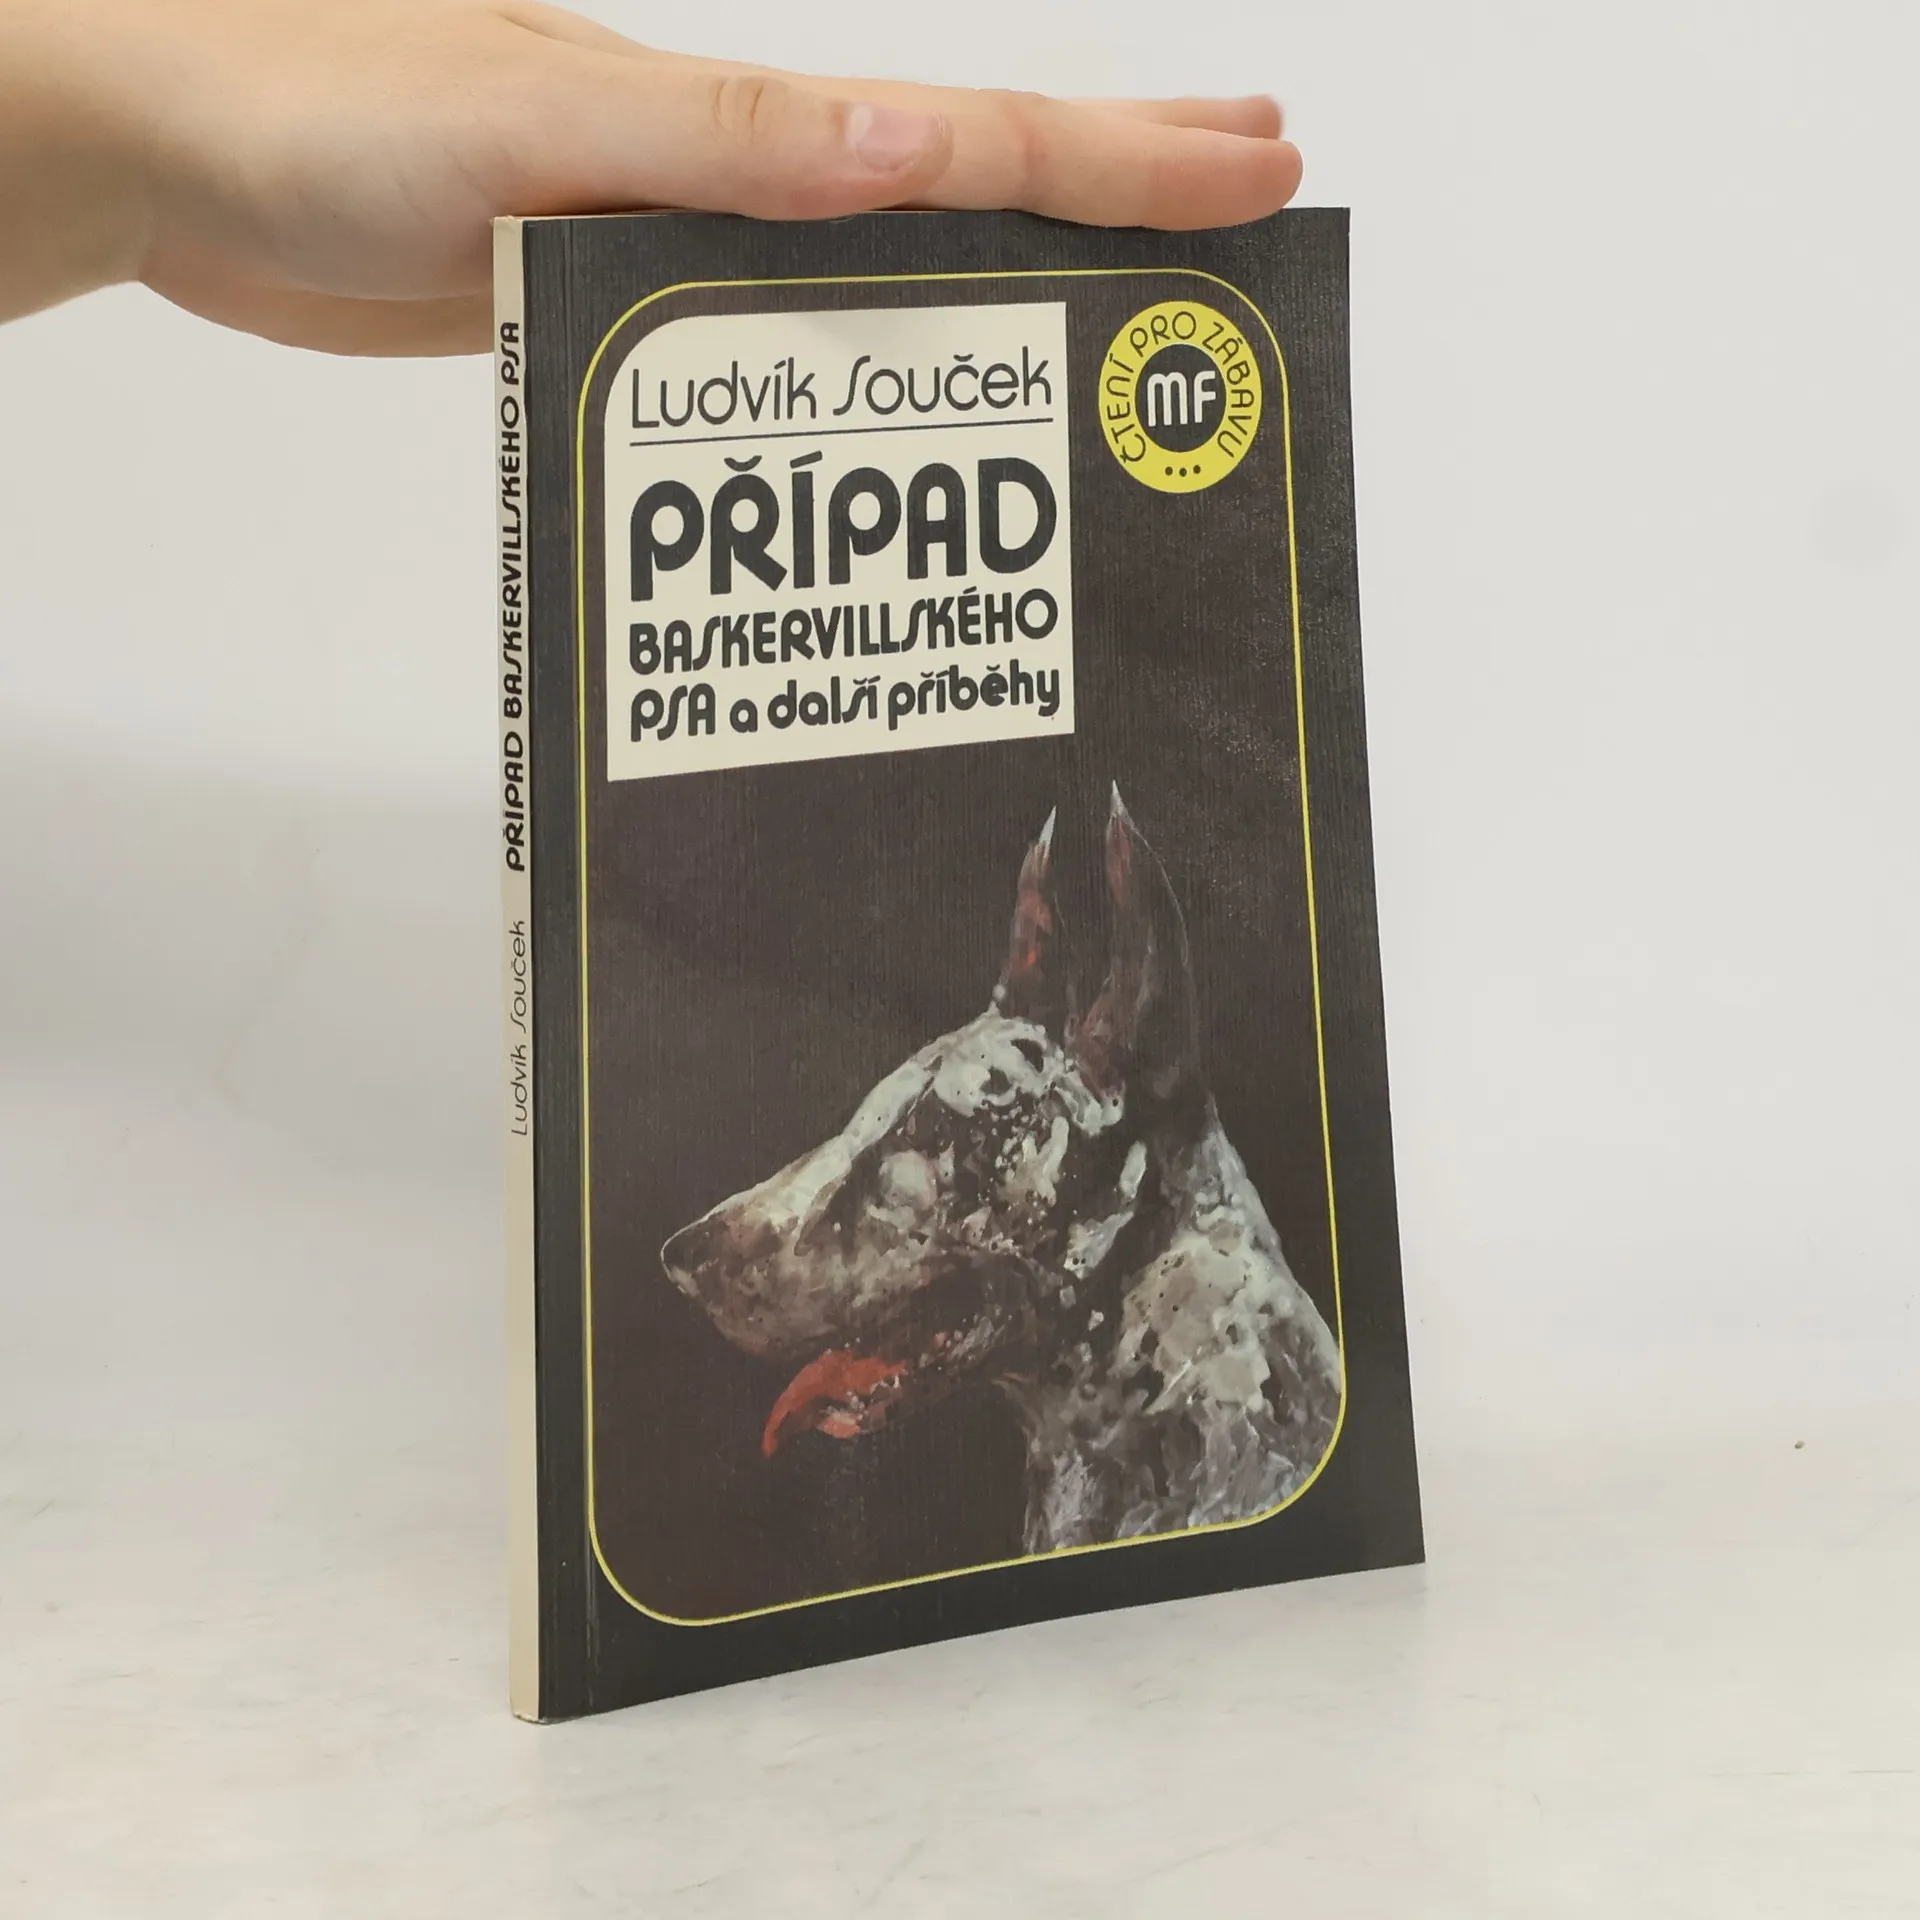 Ludvík Souček
PŘÍPAD
BASKERVILLSKÉHO
PSA a další příběhy
ČTENÍ PRO ZÁBAVU
MF
...
Ludvík Souček PŘÍPAD BASKERVILLSKÉHO PSA